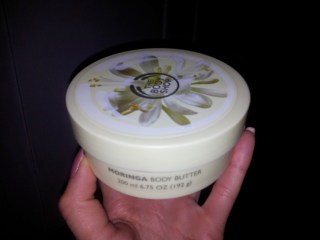 MORINGA BODY BUTTER
200 ml 6.75 OZ (192 g)